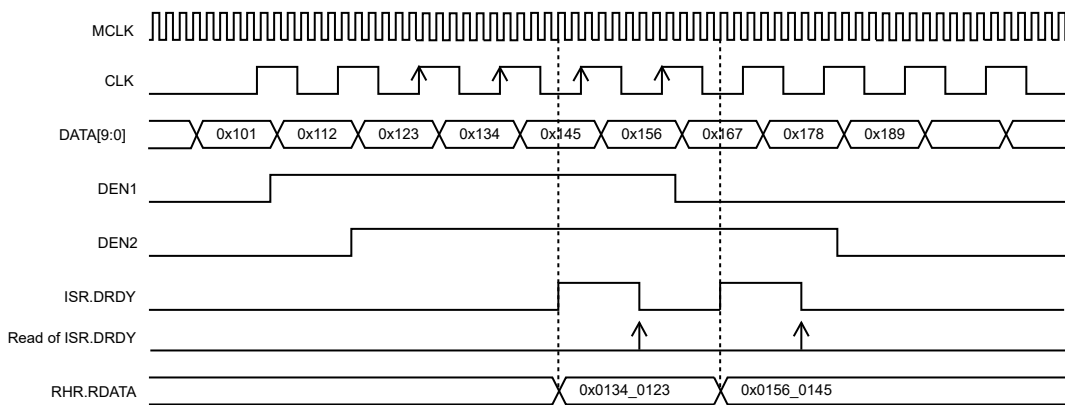 MCLK
CLK
DATA[9:0] 0x101 0x112 0x123 0x134 0x145 0x156 0x167 0x178 0x189
DEN1
DEN2
ISR.DRDY
Read of ISR.DRDY
RHR.RDATA 0x0134_0123 0x0156_0145